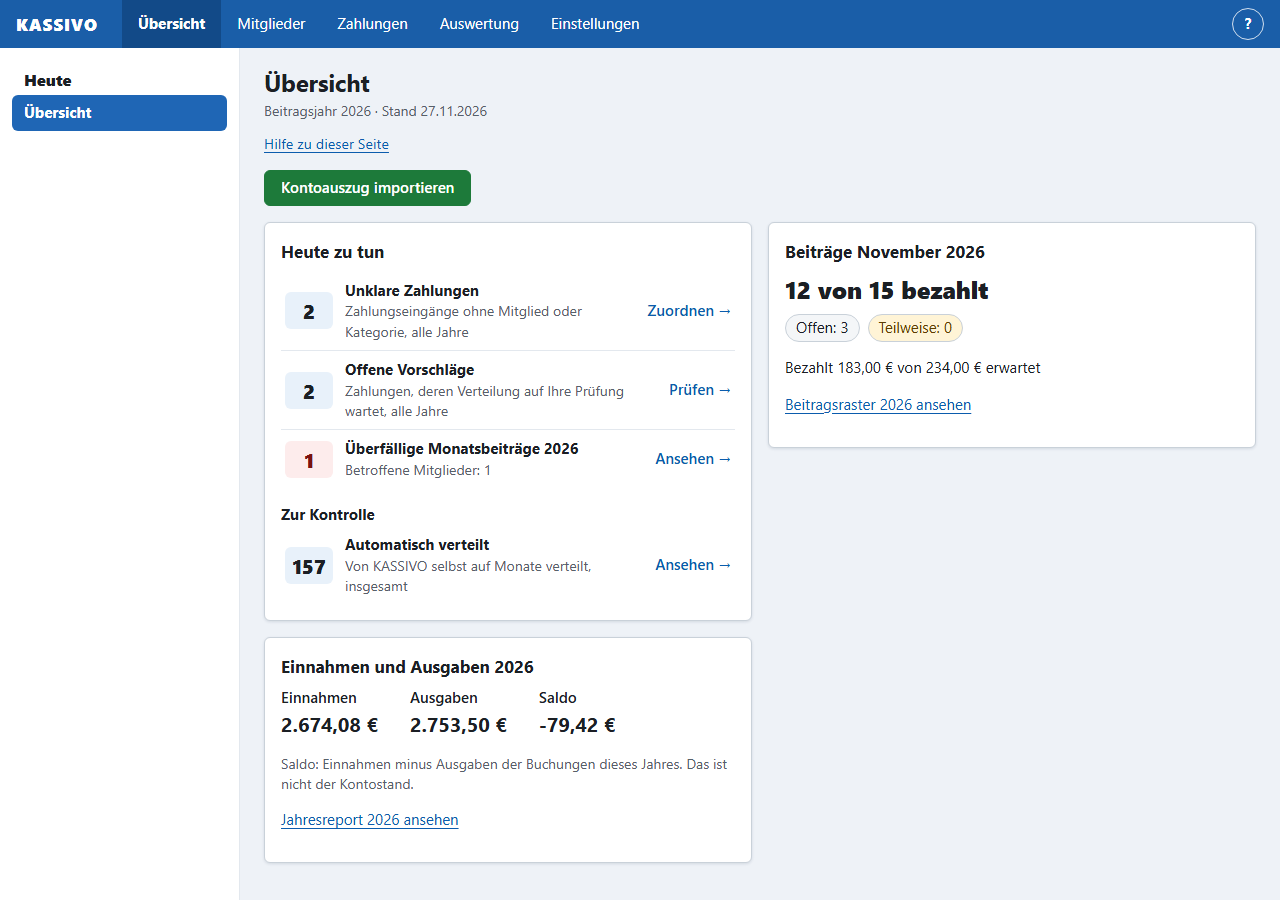 KASSIVO Übersicht Mitglieder Zahlungen Auswertung Einstellungen ?
Heute
Übersicht
Übersicht
Beitragsjahr 2026 · Stand 27.11.2026
Hilfe zu dieser Seite
Kontoauszug importieren
Heute zu tun
2
Unklare Zahlungen
Zahlungseingänge ohne Mitglied oder
Kategorie, alle Jahre
Zuordnen →
2
Offene Vorschläge
Zahlungen, deren Verteilung auf Ihre Prüfung
wartet, alle Jahre
Prüfen →
1
Überfällige Monatsbeiträge 2026
Betroffene Mitglieder: 1
Ansehen →
Zur Kontrolle
157
Automatisch verteilt
Von KASSIVO selbst auf Monate verteilt,
insgesamt
Ansehen →
Beiträge November 2026
12 von 15 bezahlt
Offen: 3 Teilweise: 0
Bezahlt 183,00 € von 234,00 € erwartet
Beitragsraster 2026 ansehen
Einnahmen und Ausgaben 2026
Einnahmen Ausgaben Saldo
2.674,08 € 2.753,50 € -79,42 €
Saldo: Einnahmen minus Ausgaben der Buchungen dieses Jahres. Das ist
nicht der Kontostand.
Jahresreport 2026 ansehen